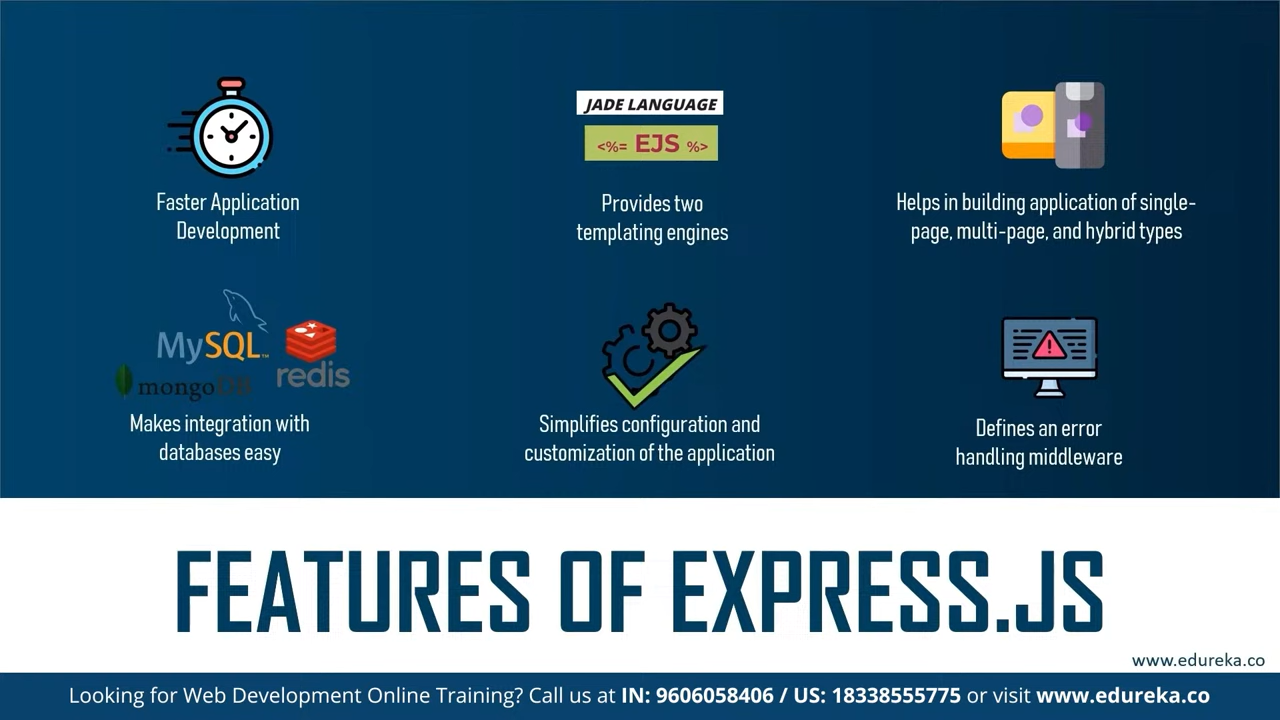 Faster Application
Development
JADE LANGUAGE
<%= EJS %>
Provides two
templating engines
Helps in building application of single-
page, multi-page, and hybrid types
MySQL™
redis
mongoDB
Makes integration with
databases easy
Simplifies configuration and
customization of the application
Defines an error
handling middleware
FEATURES OF EXPRESS.JS
www.edureka.co
Looking for Web Development Online Training? Call us at IN: 9606058406 / US: 18338555775 or visit www.edureka.co